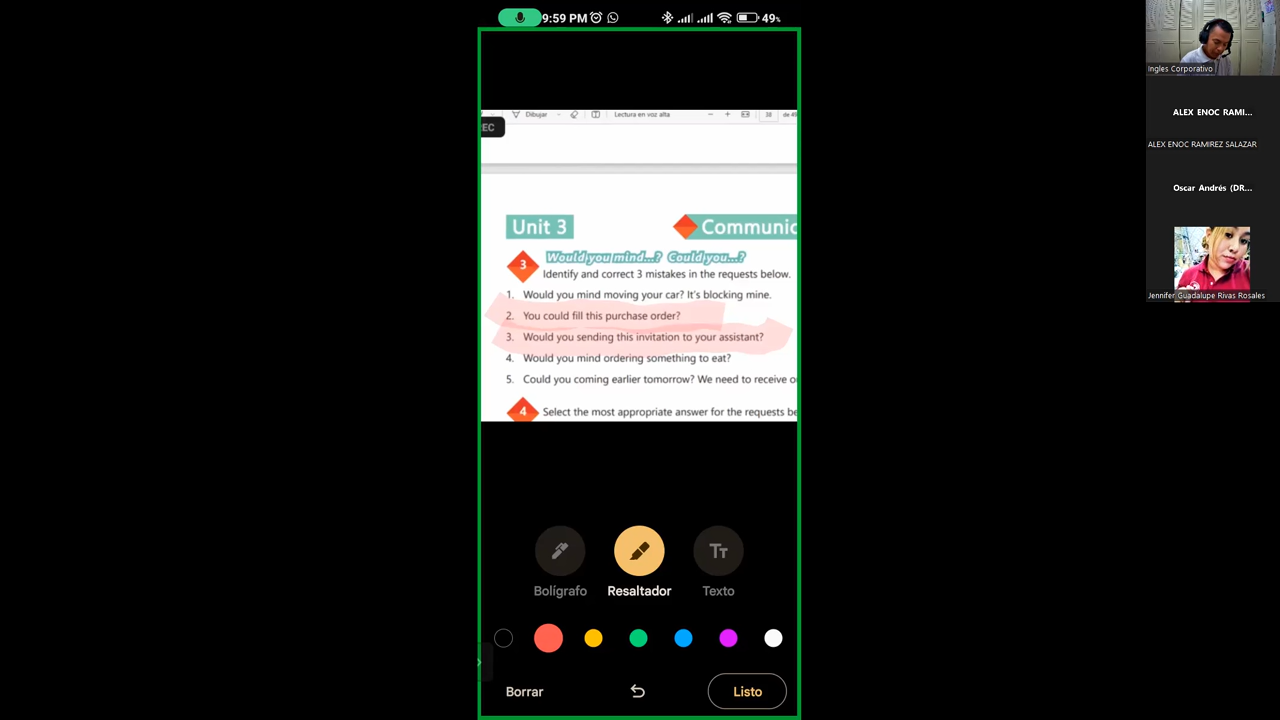 9:59 PM
49%
Dibujar
Lectura en voz alta
38
EC
Unit 3
Communic
3
Would you mind...? Could you...?
Identify and correct 3 mistakes in the requests below.
1. Would you mind moving your car? It's blocking mine.
2. You could fill this purchase order?
3. Would you sending this invitation to your assistant?
4. Would you mind ordering something to eat?
5. Could you coming earlier tomorrow? We need to receive o
4
Select the most appropriate answer for the requests be
Bolígrafo
Resaltador
Tт
Texto
Borrar
Listo
Ingles Corporativo
ALEX ENOC RAMI...
ALEX ENOC RAMIREZ SALAZAR
Oscar Andrés (DR...
Jennifer Guadalupe Rivas Rosales